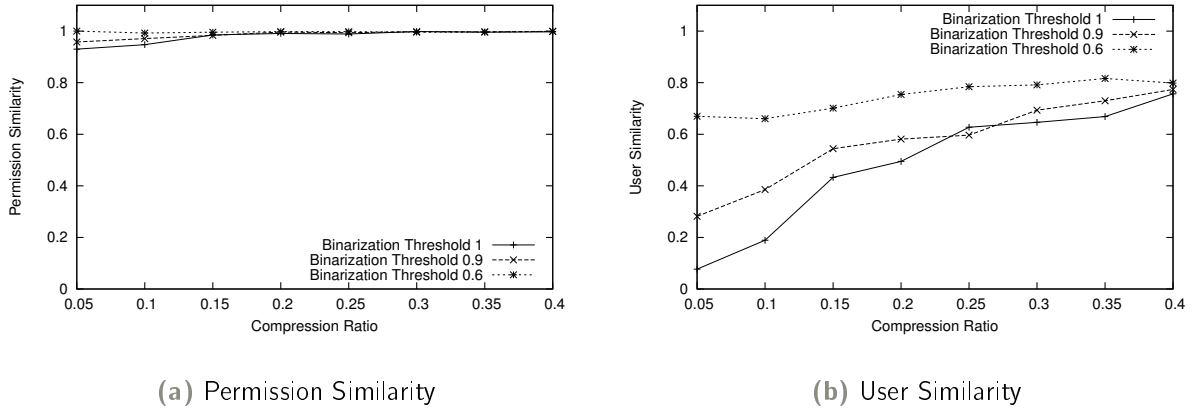 1
0.8
0.6
0.4
0.2
0
Permission Similarity
Binarization Threshold 1
Binarization Threshold 0.9
Binarization Threshold 0.6
0.05 0.1 0.15 0.2 0.25 0.3 0.35 0.4
Compression Ratio
(a) Permission Similarity
1
0.8
0.6
0.4
0.2
0
User Similarity
Binarization Threshold 1
Binarization Threshold 0.9
Binarization Threshold 0.6
0.05 0.1 0.15 0.2 0.25 0.3 0.35 0.4
Compression Ratio
(b) User Similarity